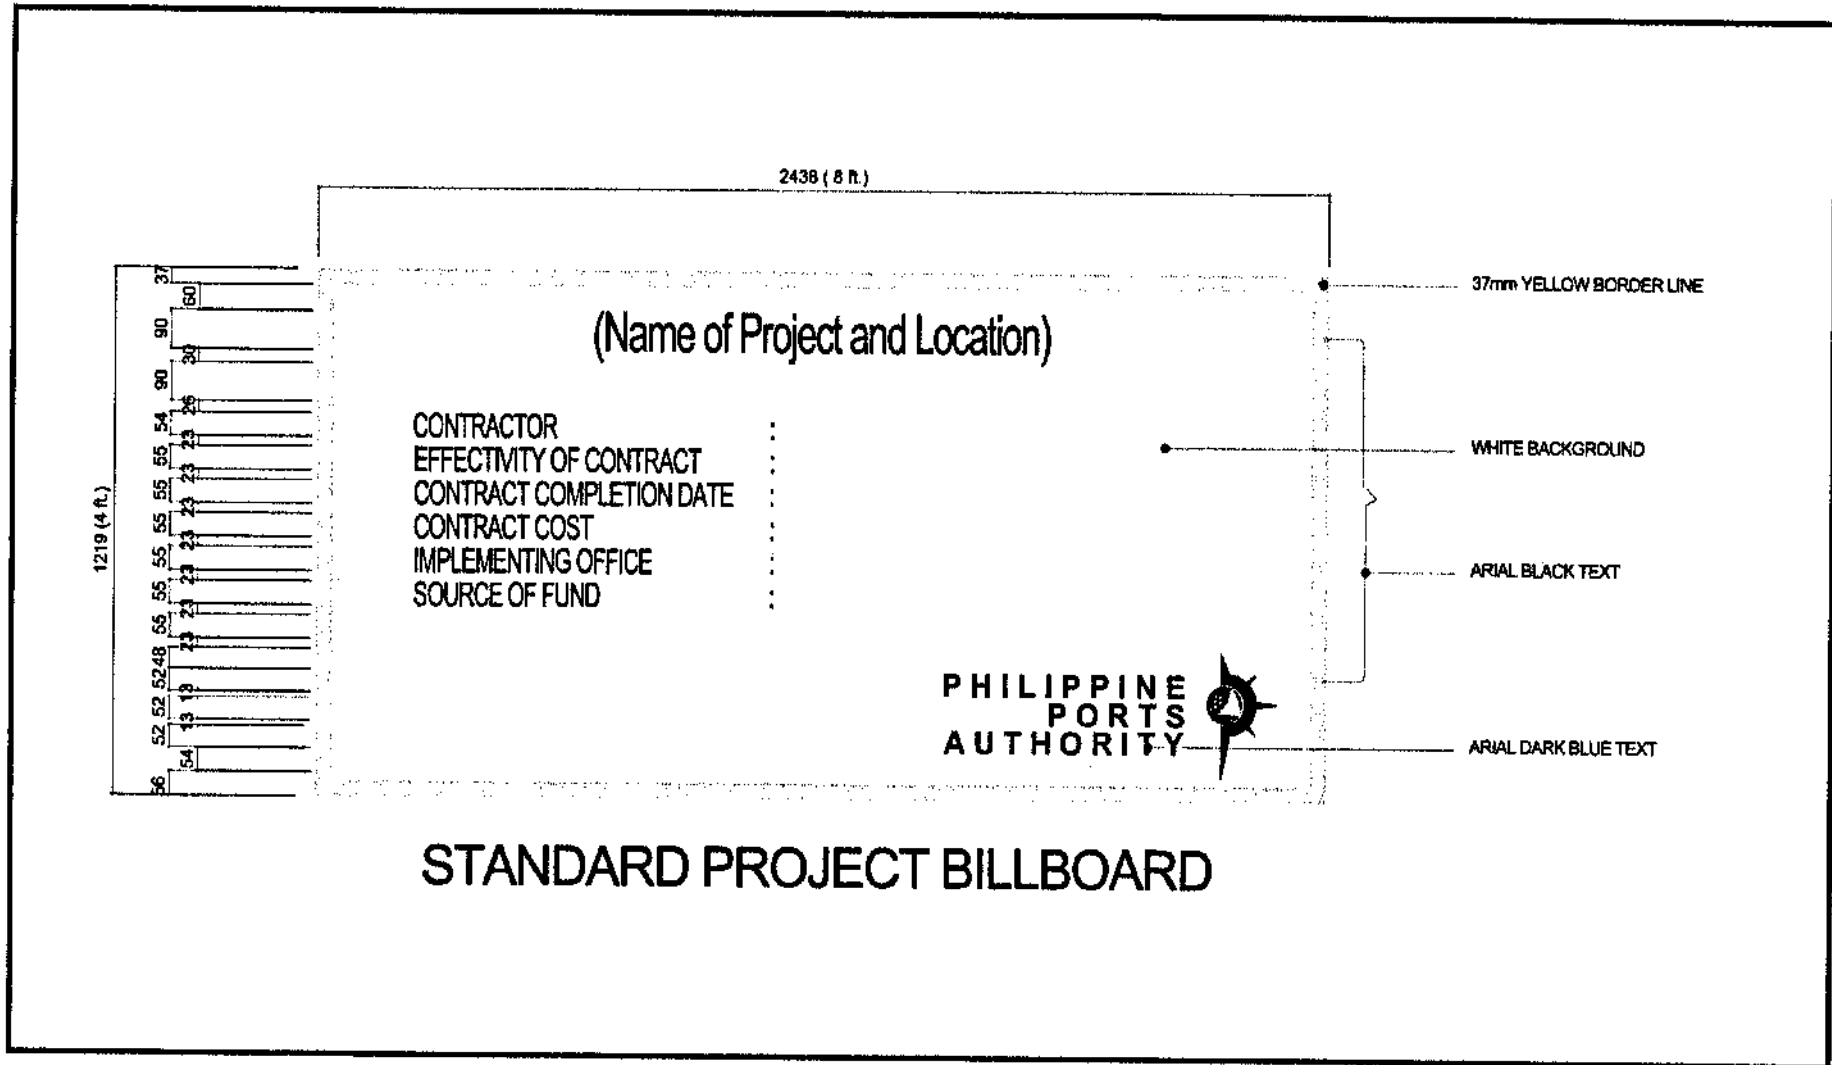 2438 ( 8 ft.)
37mm YELLOW BORDER LINE
(Name of Project and Location)
CONTRACTOR :
EFFECTIVITY OF CONTRACT :
CONTRACT COMPLETION DATE :
CONTRACT COST :
IMPLEMENTING OFFICE :
SOURCE OF FUND :
WHITE BACKGROUND
ARIAL BLACK TEXT
PHILIPPINE
PORTS
AUTHORITY
ARIAL DARK BLUE TEXT
1219 (4 ft.)
37
60
90
30
90
26
54
23
55
23
55
23
55
23
55
23
55
23
55
23
48
52
13
52
13
52
54
56
STANDARD PROJECT BILLBOARD